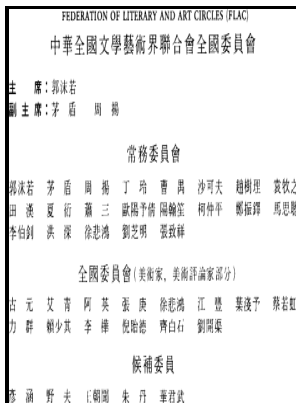 FEDERATION OF LITERARY AND ART CIRCLES (FLAC)
中華全國文學藝術界聯合會全國委員會
主 席：郭沫若
副主席：茅 盾 周 揚
常務委員會
郭沫若 茅 盾 周 揚 丁 玲 曹 禺 沙可夫 趙樹理 袁牧之
田 漢 夏 衍 蕭 三 歐陽予倩 陽翰笙 柯仲平 鄭振鐸 馬思聰
李伯釗 洪 深 徐悲鴻 劉芝明 張致祥
全國委員會（美術家、美術評論家部分）
古 元 艾 青 阿 英 張 庚 徐悲鴻 江 豐 葉淺予 蔡若虹
力 群 賴少其 李 樺 倪貽德 齊白石 劉開渠
候補委員
彥 涵 野 夫 王朝聞 朱 丹 華君武